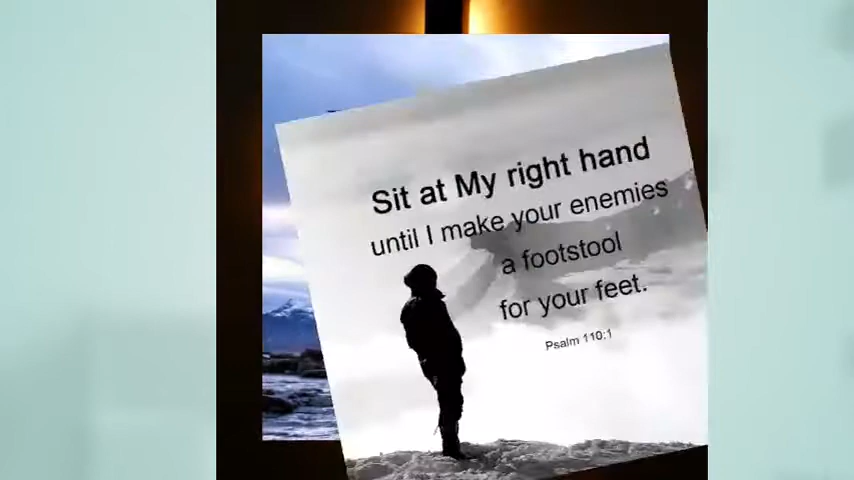 Sit at My right hand
until I make your enemies
a footstool
for your feet.
Psalm 110:1